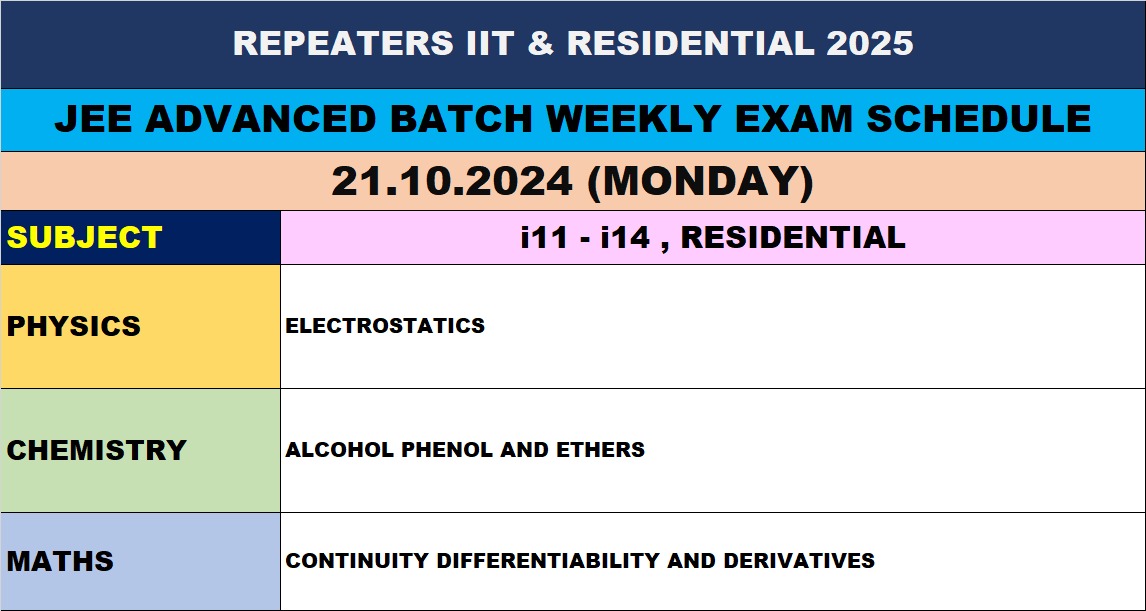 REPEATERS IIT & RESIDENTIAL 2025
JEE ADVANCED BATCH WEEKLY EXAM SCHEDULE
21.10.2024 (MONDAY)
SUBJECT
i11 - i14 , RESIDENTIAL
PHYSICS
ELECTROSTATICS
CHEMISTRY
ALCOHOL PHENOL AND ETHERS
MATHS
CONTINUITY DIFFERENTIABILITY AND DERIVATIVES